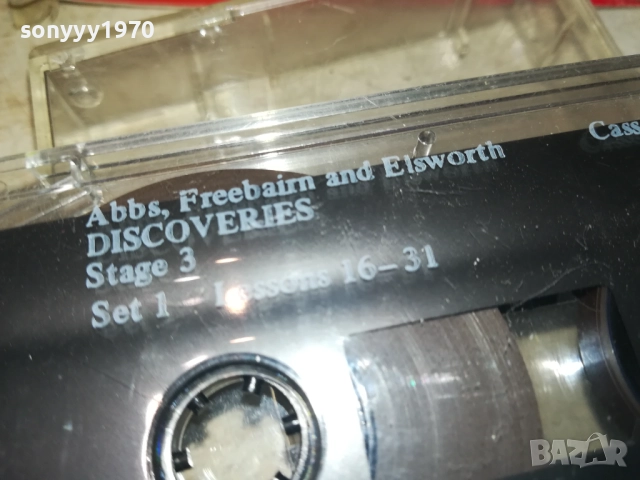 sonyyy1970
Cass
Abbs, Freebairn and Elsworth
DISCOVERIES
Stage 3
Set 1 Lessons 16-31
BAZAR